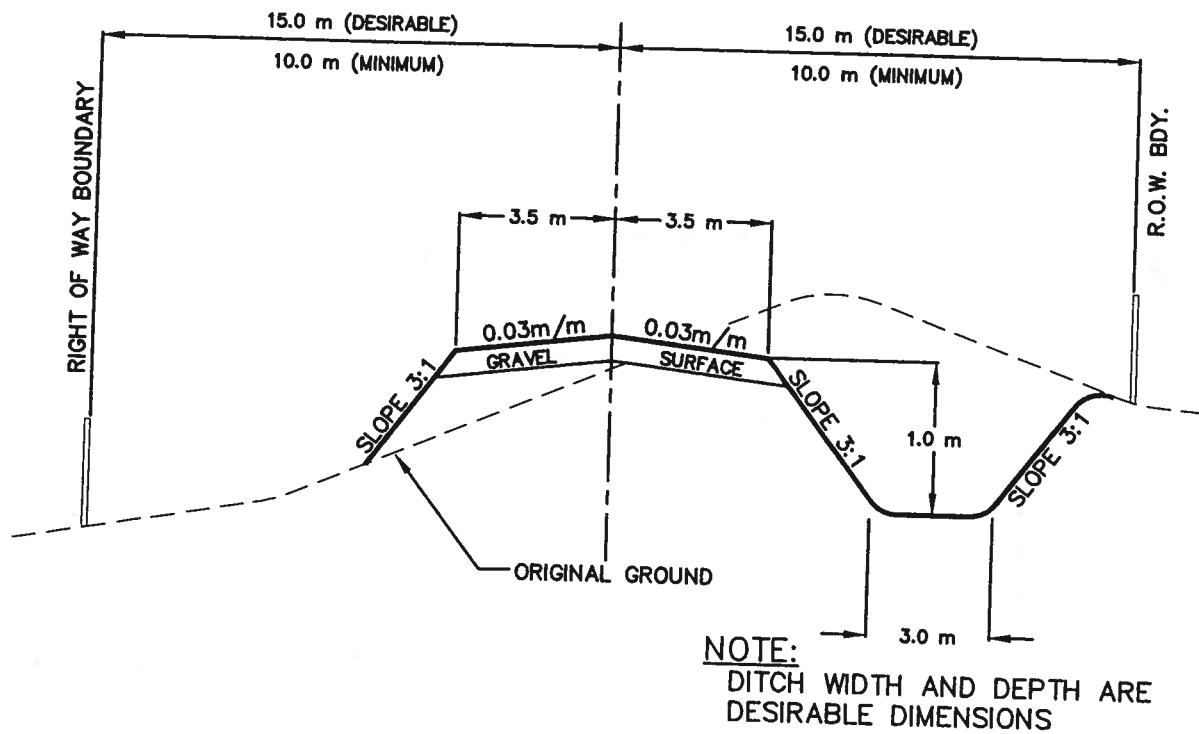 15.0 m (DESIRABLE)
10.0 m (MINIMUM)
15.0 m (DESIRABLE)
10.0 m (MINIMUM)
RIGHT OF WAY BOUNDARY
R.O.W. BDY.
3.5 m
3.5 m
0.03m/m
0.03m/m
GRAVEL
SURFACE
SLOPE 3:1
SLOPE 3:1
1.0 m
SLOPE 3:1
ORIGINAL GROUND
3.0 m
NOTE:
DITCH WIDTH AND DEPTH ARE
DESIRABLE DIMENSIONS